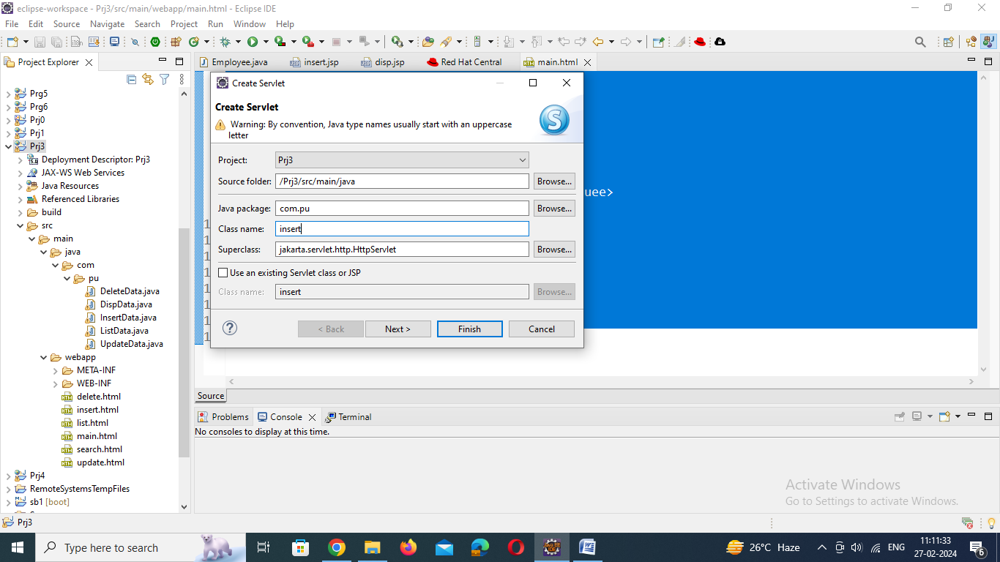 eclipse-workspace - Prj3/src/main/webapp/main.html - Eclipse IDE
File Edit Source Navigate Search Project Run Window Help
Project Explorer
Employee.java insert.jsp disp.jsp Red Hat Central main.html
Prg5
Prg6
Prj0
Prj1
Prj3
Deployment Descriptor: Prj3
JAX-WS Web Services
Java Resources
Referenced Libraries
build
src
main
java
com
pu
DeleteData.java
DispData.java
InsertData.java
ListData.java
UpdateData.java
webapp
META-INF
WEB-INF
delete.html
insert.html
list.html
main.html
search.html
update.html
Prj4
RemoteSystemsTempFiles
sb1 [boot]
Create Servlet
Create Servlet
Warning: By convention, Java type names usually start with an uppercase
letter
S
Project: Prj3
Source folder: /Prj3/src/main/java Browse...
Java package: com.pu Browse...
Class name: insert
Superclass: jakarta.servlet.http.HttpServlet Browse...
Use an existing Servlet class or JSP
Class name: insert Browse...
? < Back Next > Finish Cancel
uee>
1
1
1
1
1
1
1
1
Source
Problems Console Terminal
No consoles to display at this time.
Activate Windows
Go to Settings to activate Windows.
Prj3
Type here to search
26°C Haze
ENG
11:11:33
27-02-2024
6